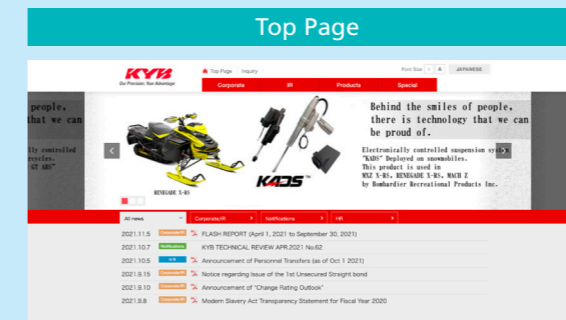 Top Page
KYB
Our Precision, Your Advantage
Top Page Inquiry
Font Size - A JAPANESE
Corporate IR Products Special
people,
that we can
lly controlled
rcycles.
Behind the smiles of people,
there is technology that we can
be proud of.
Electronically controlled suspension system
"KADS" Deployed on snowmobiles.
This product is used in
MXZ X-RS, RENEGADE X-RS, MACH Z
by Bombardier Recreational Products Inc.
KADS™
RENEGADE X-RS
All news Corporate/IR Notifications HR
2021.11.5 Corporate/IR FLASH REPORT (April 1, 2021 to September 30, 2021)
2021.10.7 Notifications KYB TECHNICAL REVIEW APR.2021 No.62
2021.10.5 H R Announcement of Personnel Transfers (as of Oct 1 2021)
2021.9.15 Corporate/IR Notice regarding Issue of the 1st Unsecured Straight bond
2021.9.10 Corporate/IR Announcement of "Change Rating Outlook"
2021.9.8 Corporate/IR Modern Slavery Act Transparency Statement for Fiscal Year 2020